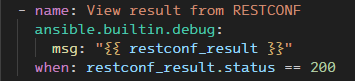 - name: View result from RESTCONF
  ansible.builtin.debug:
    msg: "{{ restconf_result }}"
  when: restconf_result.status == 200